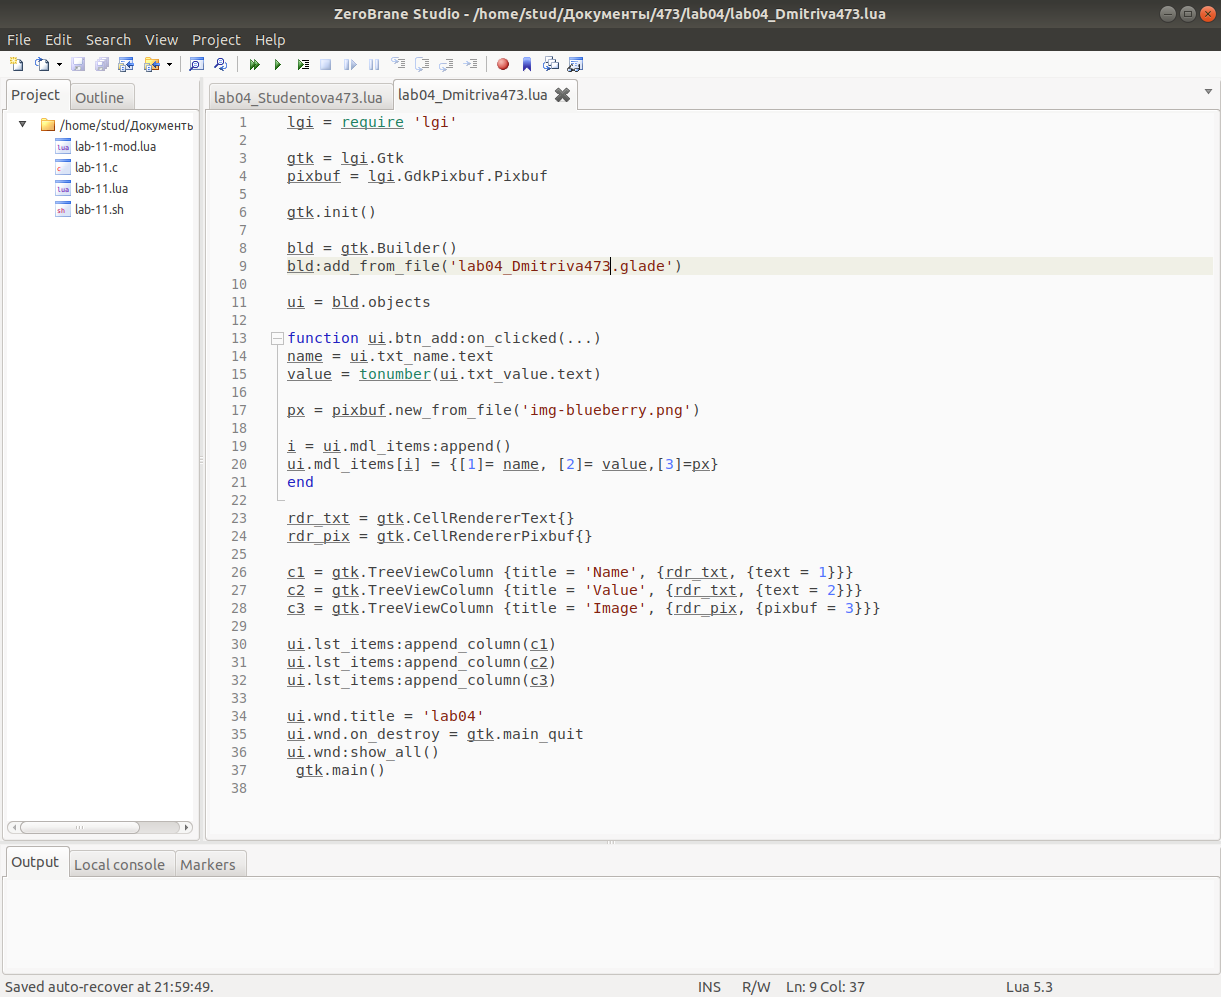 ZeroBrane Studio - /home/stud/Документы/473/lab04/lab04_Dmitriva473.lua
File Edit Search View Project Help
Project Outline
/home/stud/Документь
lab-11-mod.lua
lab-11.c
lab-11.lua
lab-11.sh
lab04_Studentova473.lua lab04_Dmitriva473.lua
1 lgi = require 'lgi'
2
3 gtk = lgi.Gtk
4 pixbuf = lgi.GdkPixbuf.Pixbuf
5
6 gtk.init()
7
8 bld = gtk.Builder()
9 bld:add_from_file('lab04_Dmitriva473.glade')
10
11 ui = bld.objects
12
13 function ui.btn_add:on_clicked(...)
14 name = ui.txt_name.text
15 value = tonumber(ui.txt_value.text)
16
17 px = pixbuf.new_from_file('img-blueberry.png')
18
19 i = ui.mdl_items:append()
20 ui.mdl_items[i] = {[1]= name, [2]= value,[3]=px}
21 end
22
23 rdr_txt = gtk.CellRendererText{}
24 rdr_pix = gtk.CellRendererPixbuf{}
25
26 c1 = gtk.TreeViewColumn {title = 'Name', {rdr_txt, {text = 1}}}
27 c2 = gtk.TreeViewColumn {title = 'Value', {rdr_txt, {text = 2}}}
28 c3 = gtk.TreeViewColumn {title = 'Image', {rdr_pix, {pixbuf = 3}}}
29
30 ui.lst_items:append_column(c1)
31 ui.lst_items:append_column(c2)
32 ui.lst_items:append_column(c3)
33
34 ui.wnd.title = 'lab04'
35 ui.wnd.on_destroy = gtk.main_quit
36 ui.wnd:show_all()
37 gtk.main()
38
Output Local console Markers
Saved auto-recover at 21:59:49. INS R/W Ln: 9 Col: 37 Lua 5.3